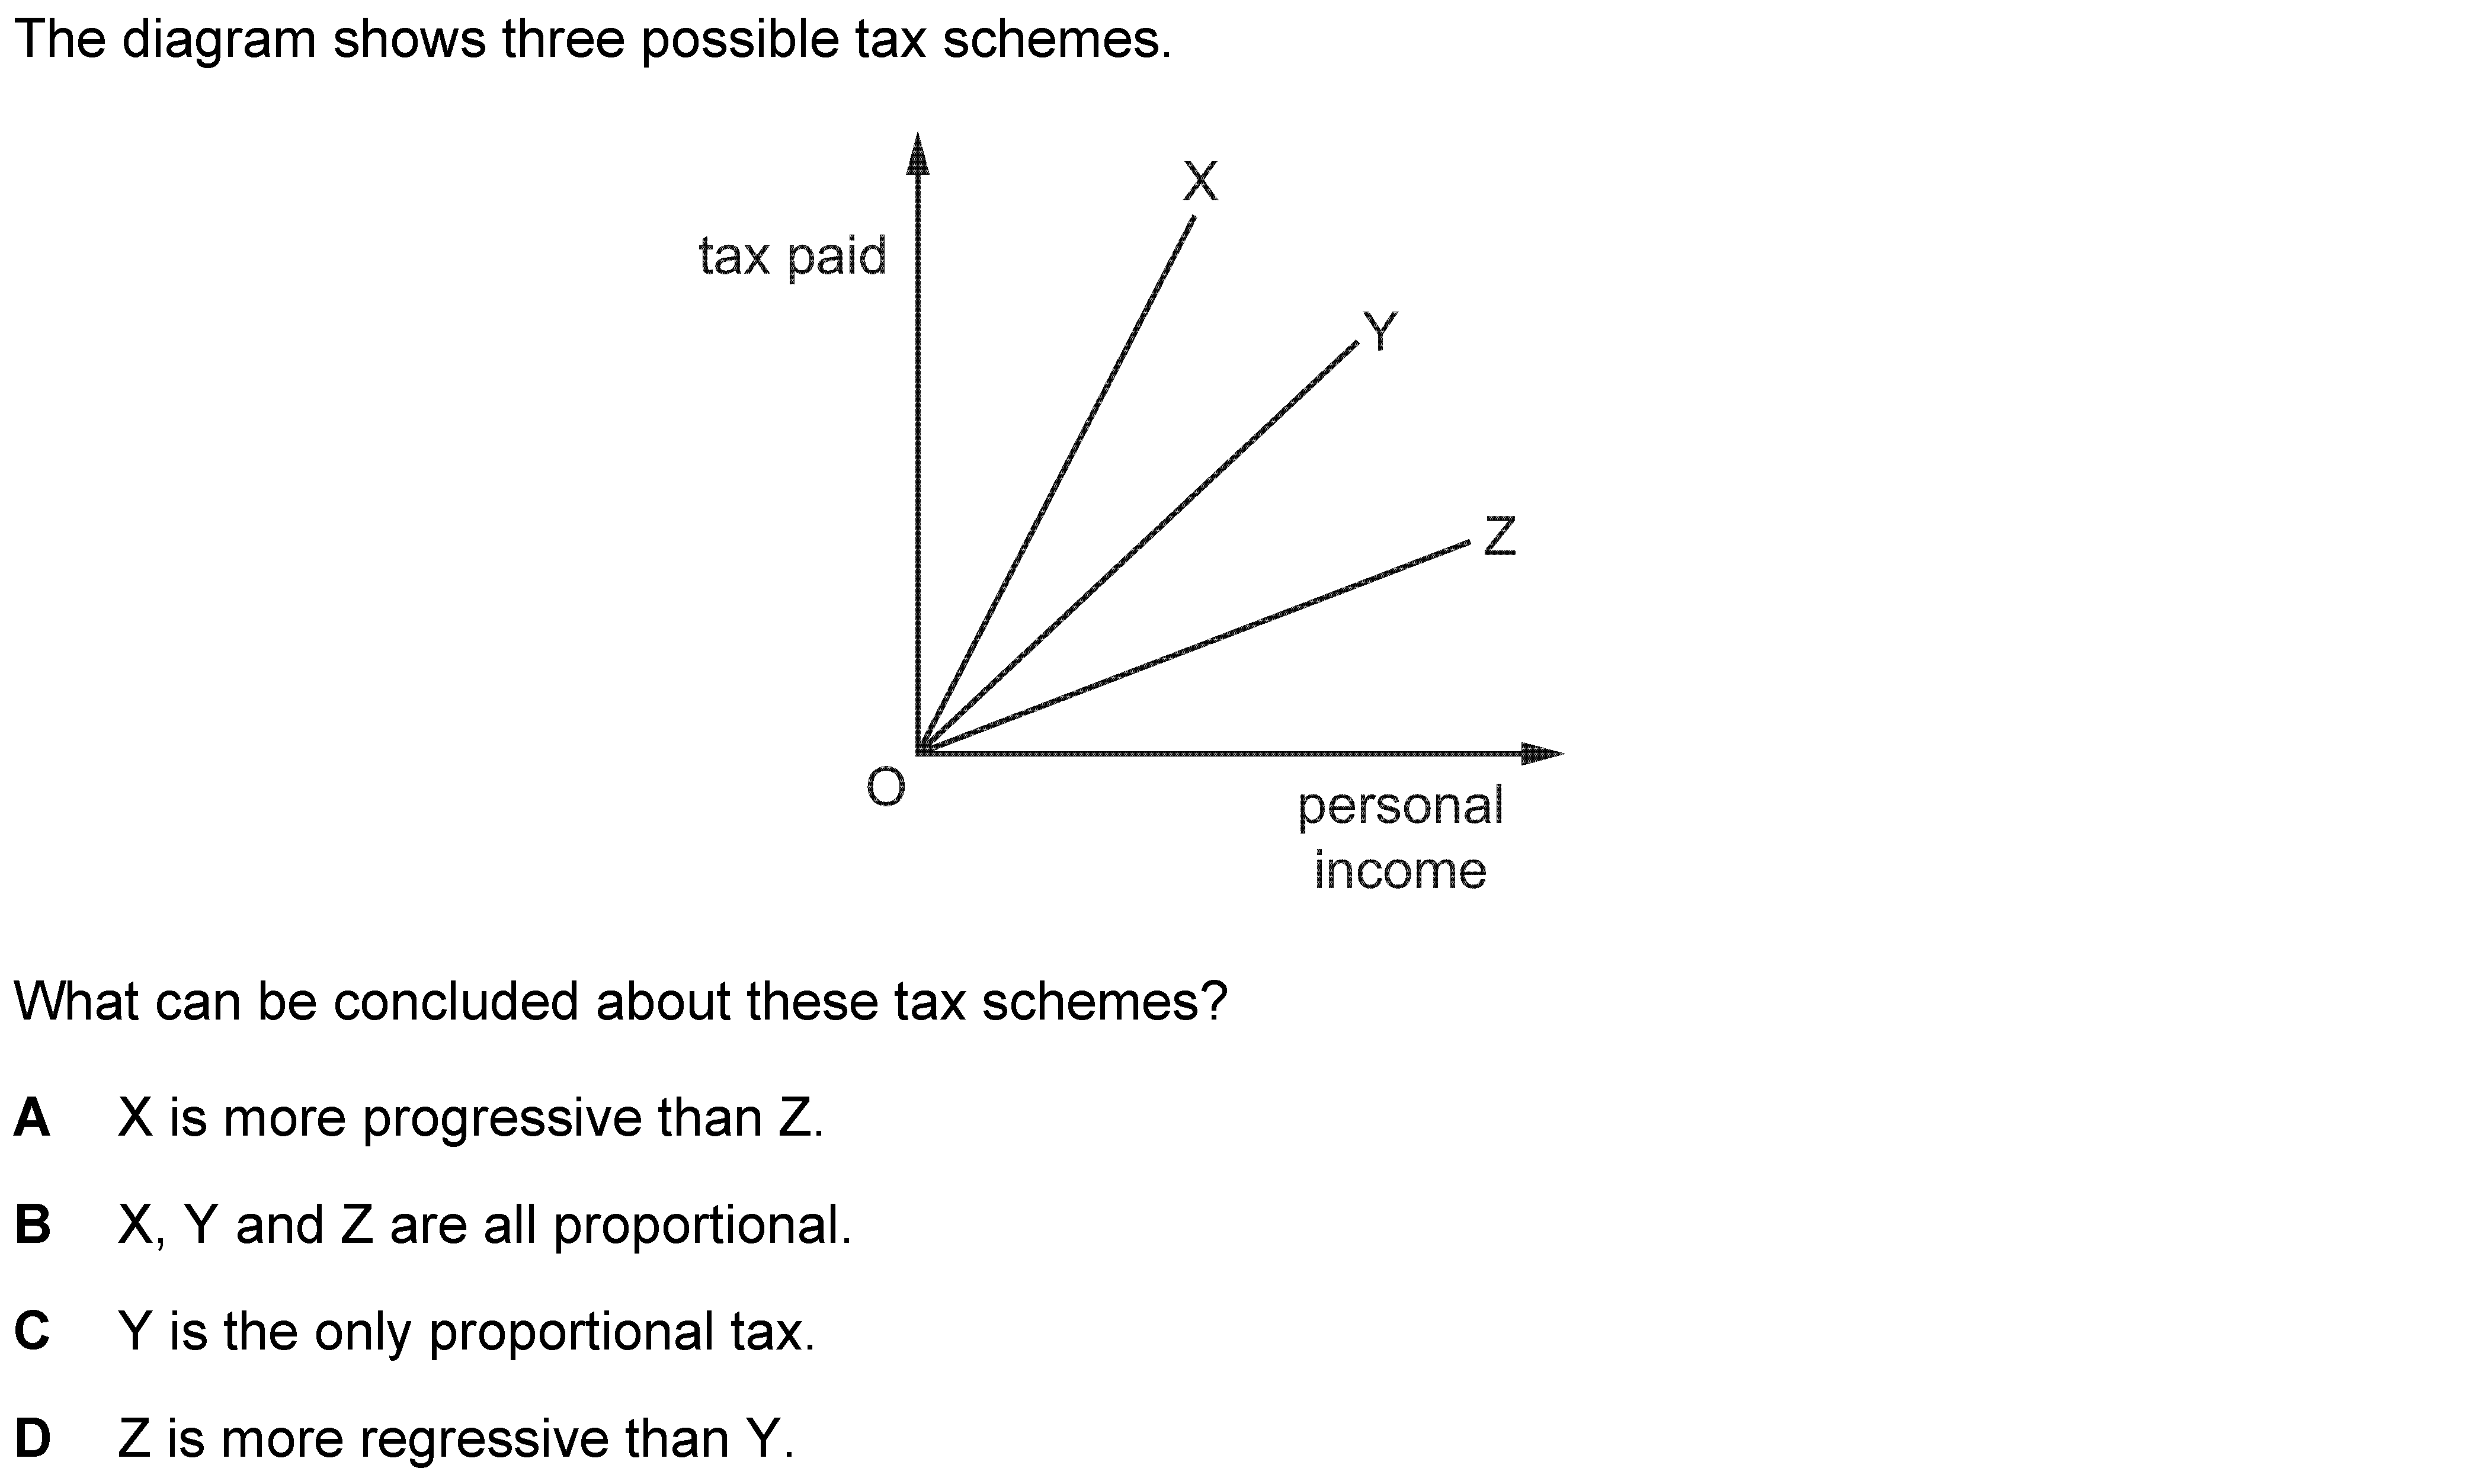 The diagram shows three possible tax schemes.
X
tax paid
Y
Z
O
personal
income
What can be concluded about these tax schemes?
A X is more progressive than Z.
B X, Y and Z are all proportional.
C Y is the only proportional tax.
D Z is more regressive than Y.